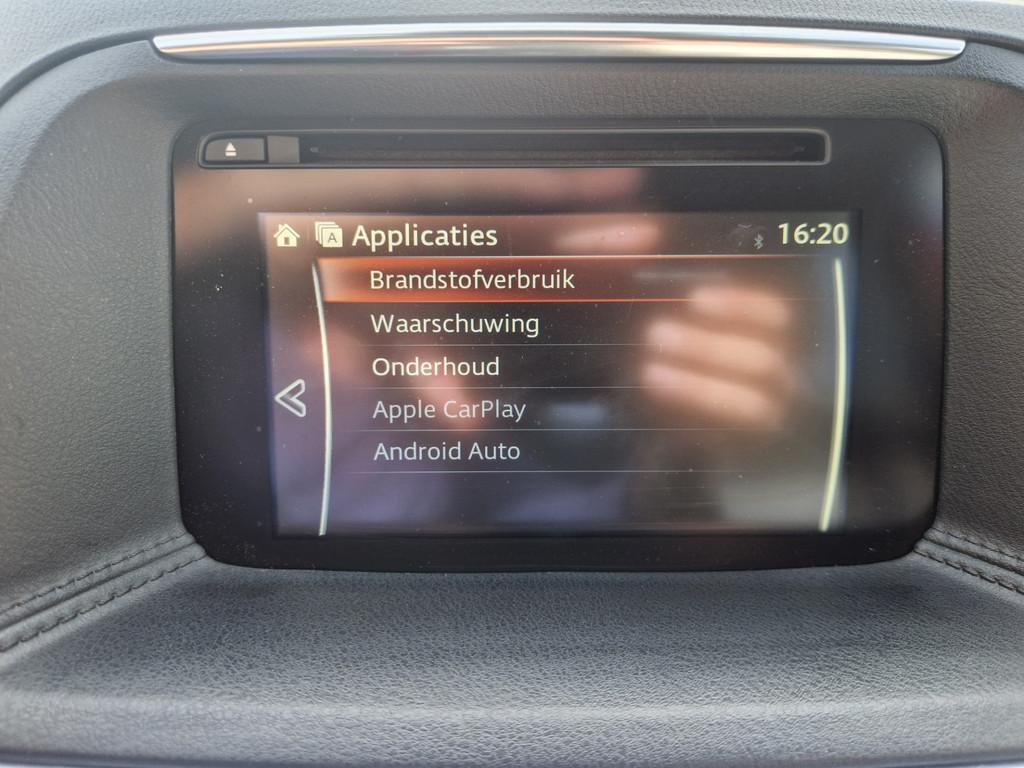 Applicaties 16:20
Brandstofverbruik
Waarschuwing
Onderhoud
Apple CarPlay
Android Auto